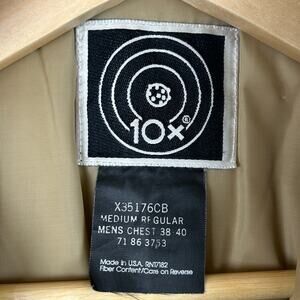 10X®
X35176CB
MEDIUM REGULAR
MENS CHEST 38 40
71 86 3753
Made in U.S.A. RN17182
Fiber Content/Care on Reverse